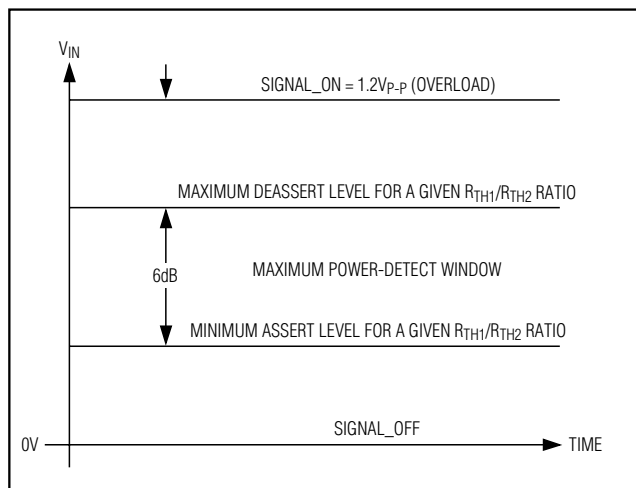 VIN
SIGNAL_ON = 1.2VP-P (OVERLOAD)
MAXIMUM DEASSERT LEVEL FOR A GIVEN RTH1/RTH2 RATIO
6dB
MAXIMUM POWER-DETECT WINDOW
MINIMUM ASSERT LEVEL FOR A GIVEN RTH1/RTH2 RATIO
SIGNAL_OFF
0V
TIME